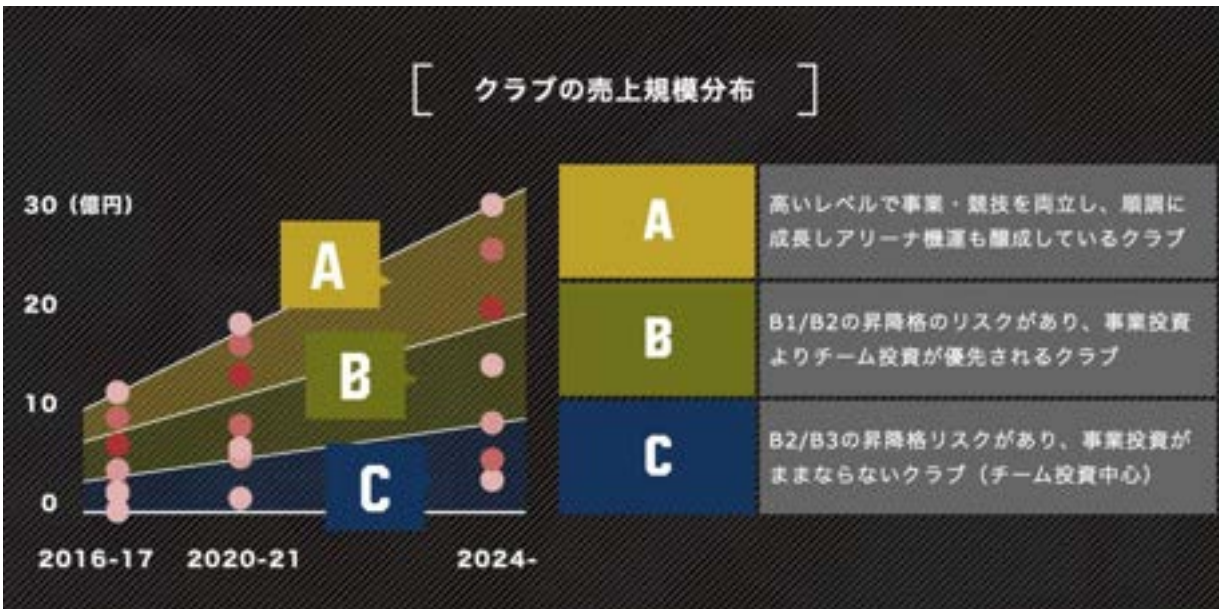 クラブの売上規模分布
30（億円）
20
10
0
2016-17
2020-21
2024-
A
B
C
A
高いレベルで事業・競技を両立し、順調に
成長しアリーナ機運も醸成しているクラブ
B
B1/B2の昇降格のリスクがあり、事業投資
よりチーム投資が優先されるクラブ
C
B2/B3の昇降格リスクがあり、事業投資が
ままならないクラブ（チーム投資中心）